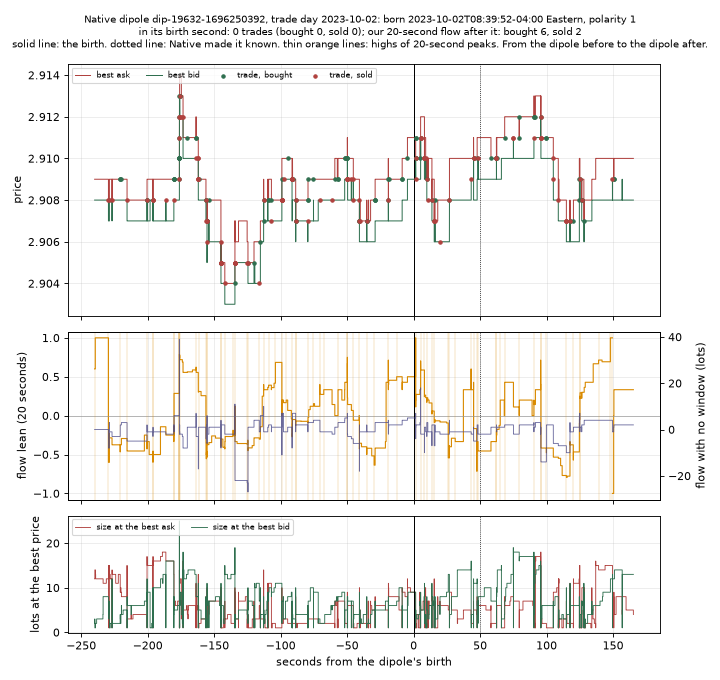 Native dipole dip-19632-1696250392, trade day 2023-10-02: born 2023-10-02T08:39:52-04:00 Eastern, polarity 1
in its birth second: 0 trades (bought 0, sold 0); our 20-second flow after it: bought 6, sold 2
solid line: the birth. dotted line: Native made it known. thin orange lines: highs of 20-second peaks. From the dipole before to the dipole after.
best ask best bid trade, bought trade, sold
2.914
2.912
2.910
2.908
2.906
2.904
price
1.0
0.5
0.0
−0.5
−1.0
flow lean (20 seconds)
40
20
0
−20
flow with no window (lots)
size at the best ask size at the best bid
20
10
0
lots at the best price
−250 −200 −150 −100 −50 0 50 100 150
seconds from the dipole's birth